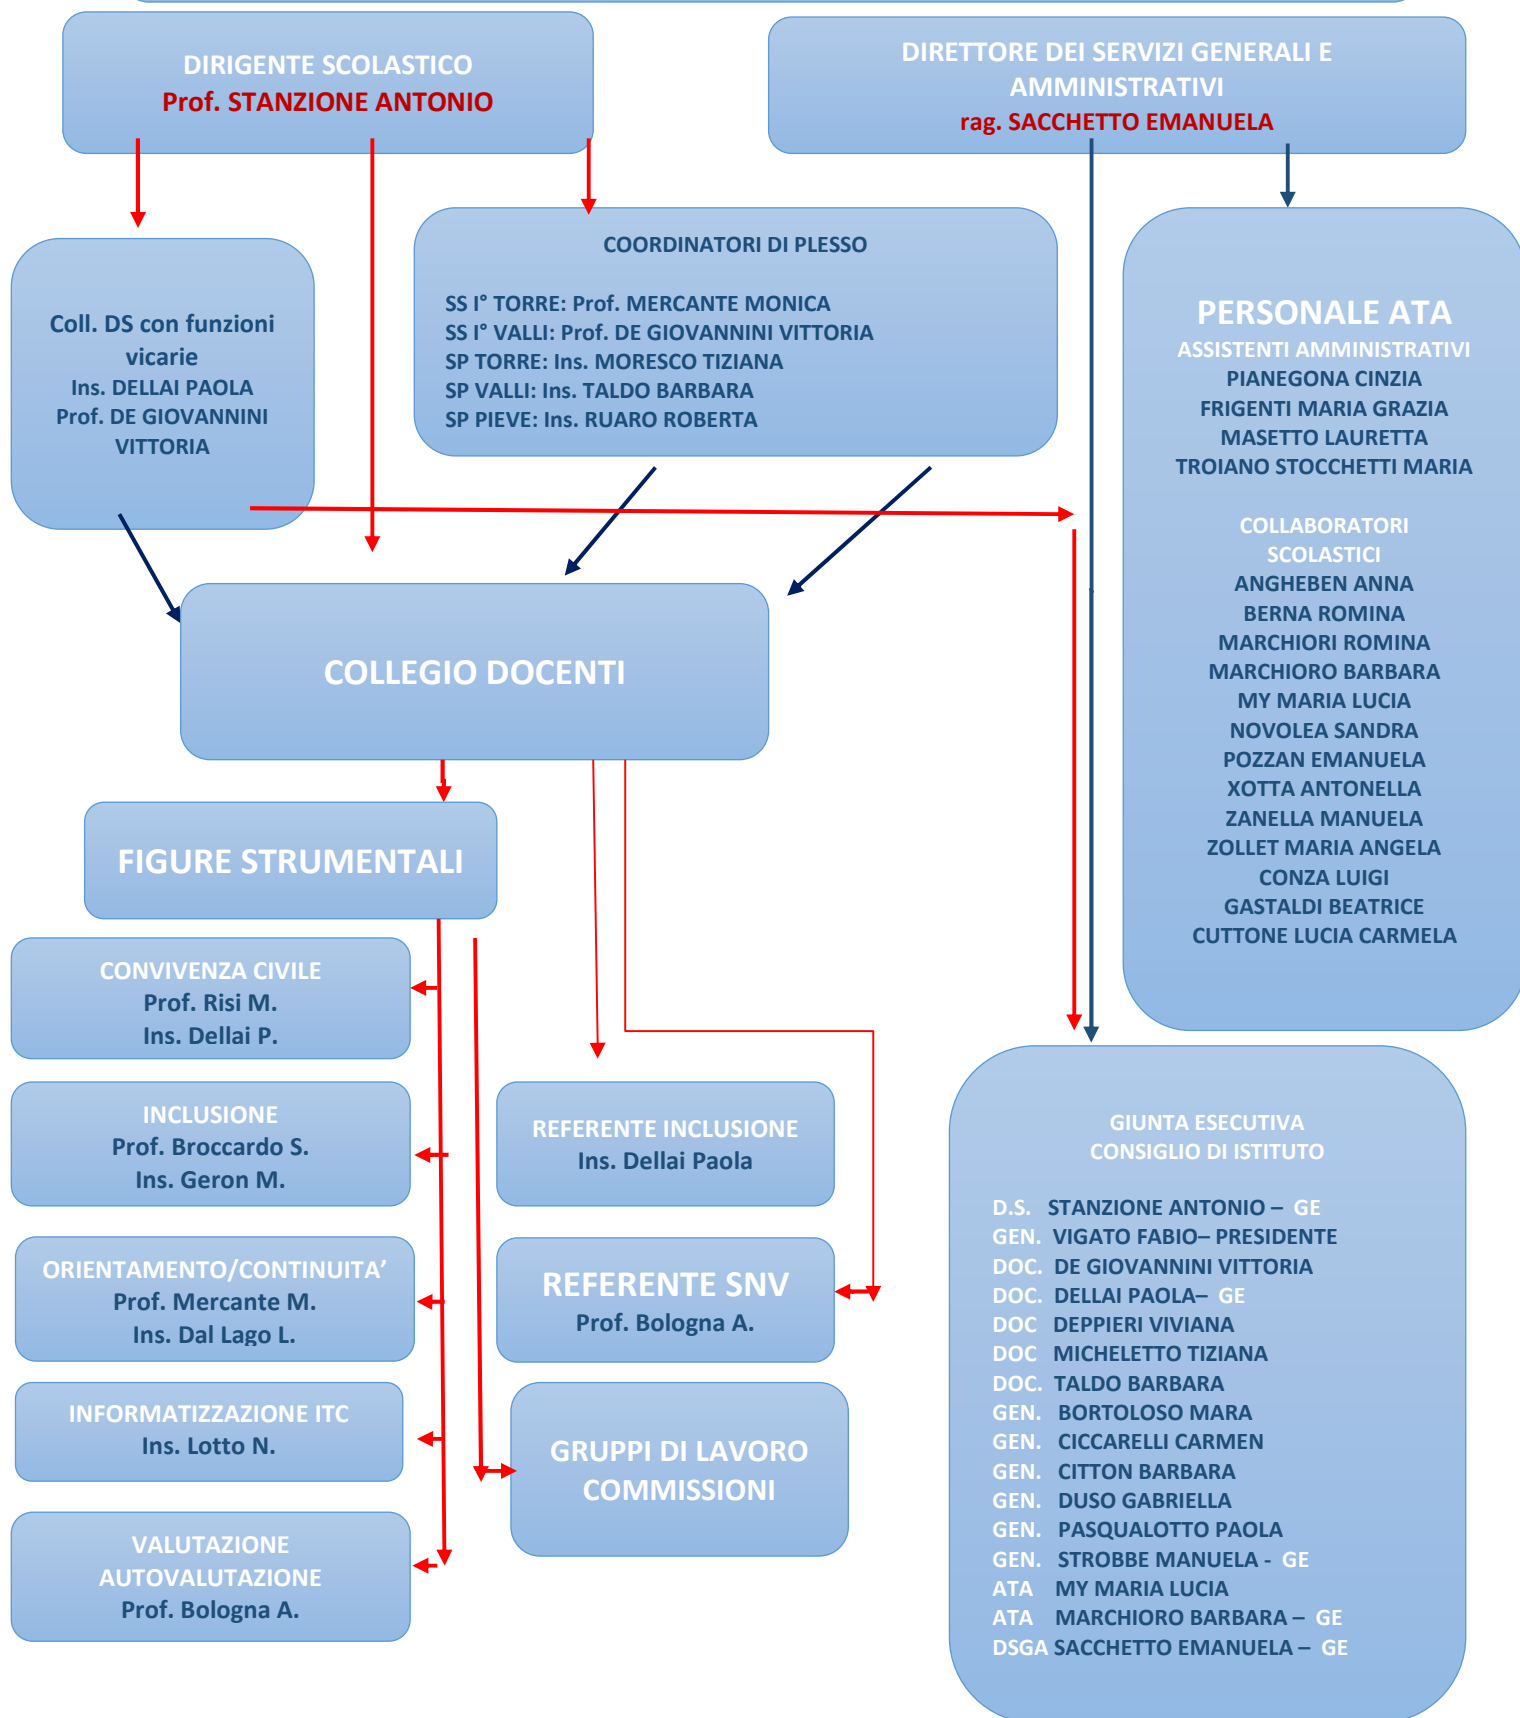 DIRIGENTE SCOLASTICO
Prof. STANZIONE ANTONIO
DIRETTORE DEI SERVIZI GENERALI E
AMMINISTRATIVI
rag. SACCHETTO EMANUELA
Coll. DS con funzioni
vicarie
Ins. DELLAI PAOLA
Prof. DE GIOVANNINI
VITTORIA
COORDINATORI DI PLESSO
SS I° TORRE: Prof. MERCANTE MONICA
SS I° VALLI: Prof. DE GIOVANNINI VITTORIA
SP TORRE: Ins. MORESCO TIZIANA
SP VALLI: Ins. TALDO BARBARA
SP PIEVE: Ins. RUARO ROBERTA
PERSONALE ATA
ASSISTENTI AMMINISTRATIVI
PIANEGONA CINZIA
FRIGENTI MARIA GRAZIA
MASETTO LAURETTA
TROIANO STOCCHETTI MARIA
COLLABORATORI
SCOLASTICI
ANGHEBEN ANNA
BERNA ROMINA
MARCHIORI ROMINA
MARCHIORO BARBARA
MY MARIA LUCIA
NOVOLEA SANDRA
POZZAN EMANUELA
XOTTA ANTONELLA
ZANELLA MANUELA
ZOLLET MARIA ANGELA
CONZA LUIGI
GASTALDI BEATRICE
CUTTONE LUCIA CARMELA
COLLEGIO DOCENTI
FIGURE STRUMENTALI
CONVIVENZA CIVILE
Prof. Risi M.
Ins. Dellai P.
INCLUSIONE
Prof. Broccardo S.
Ins. Geron M.
ORIENTAMENTO/CONTINUITA’
Prof. Mercante M.
Ins. Dal Lago L.
INFORMATIZZAZIONE ITC
Ins. Lotto N.
VALUTAZIONE
AUTOVALUTAZIONE
Prof. Bologna A.
REFERENTE INCLUSIONE
Ins. Dellai Paola
REFERENTE SNV
Prof. Bologna A.
GRUPPI DI LAVORO
COMMISSIONI
GIUNTA ESECUTIVA
CONSIGLIO DI ISTITUTO
D.S. STANZIONE ANTONIO – GE
GEN. VIGATO FABIO– PRESIDENTE
DOC. DE GIOVANNINI VITTORIA
DOC. DELLAI PAOLA– GE
DOC DEPPIERI VIVIANA
DOC MICHELETTO TIZIANA
DOC. TALDO BARBARA
GEN. BORTOLOSO MARA
GEN. CICCARELLI CARMEN
GEN. CITTON BARBARA
GEN. DUSO GABRIELLA
GEN. PASQUALOTTO PAOLA
GEN. STROBBE MANUELA - GE
ATA MY MARIA LUCIA
ATA MARCHIORO BARBARA – GE
DSGA SACCHETTO EMANUELA – GE